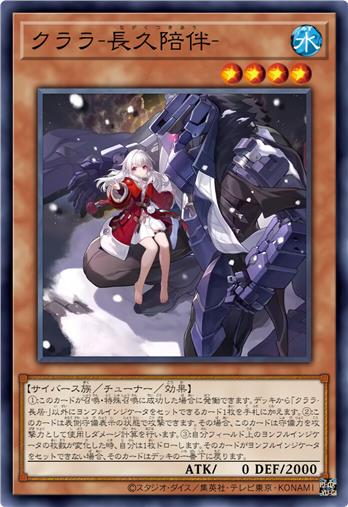 ながくつきあう
クララ-長久陪伴-
水
【サイバース族／チューナー／効果】
①:このカードが召喚・特殊召喚に成功した場合に発動できます。デッキから「クララ-
長居-」以外にヨンフルインジケータをセットできるカード1枚を手札に加えます。②:こ
のカードは表側守備表示の状態で攻撃できます。その場合、このカードは守備力を攻
撃力として使用しダメージ計算を行います。③:自分フィールド上のヨンフルインジケー
タの枚数が変化した時、自分は1枚ドローします。そのカードがヨンフルインジケータ
をセットできない場合、そのカードはデッキの一番下に戻ります。
ATK/ 0 DEF/2000
©スタジオ・ダイス／集英社・テレビ東京・KONAMI